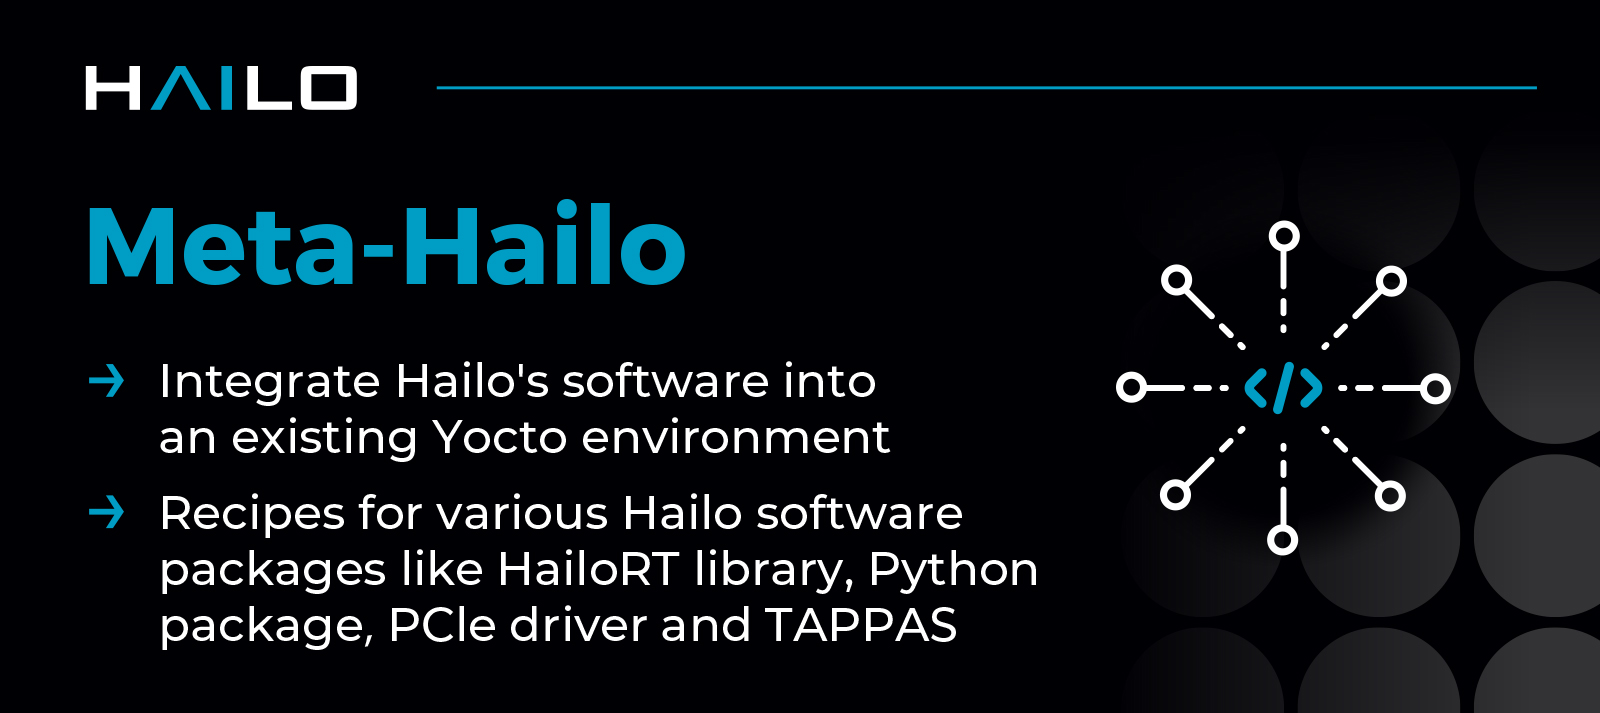 HAILO
Meta-Hailo
Integrate Hailo's software into
an existing Yocto environment
Recipes for various Hailo software
packages like HailoRT library, Python
package, PCle driver and TAPPAS